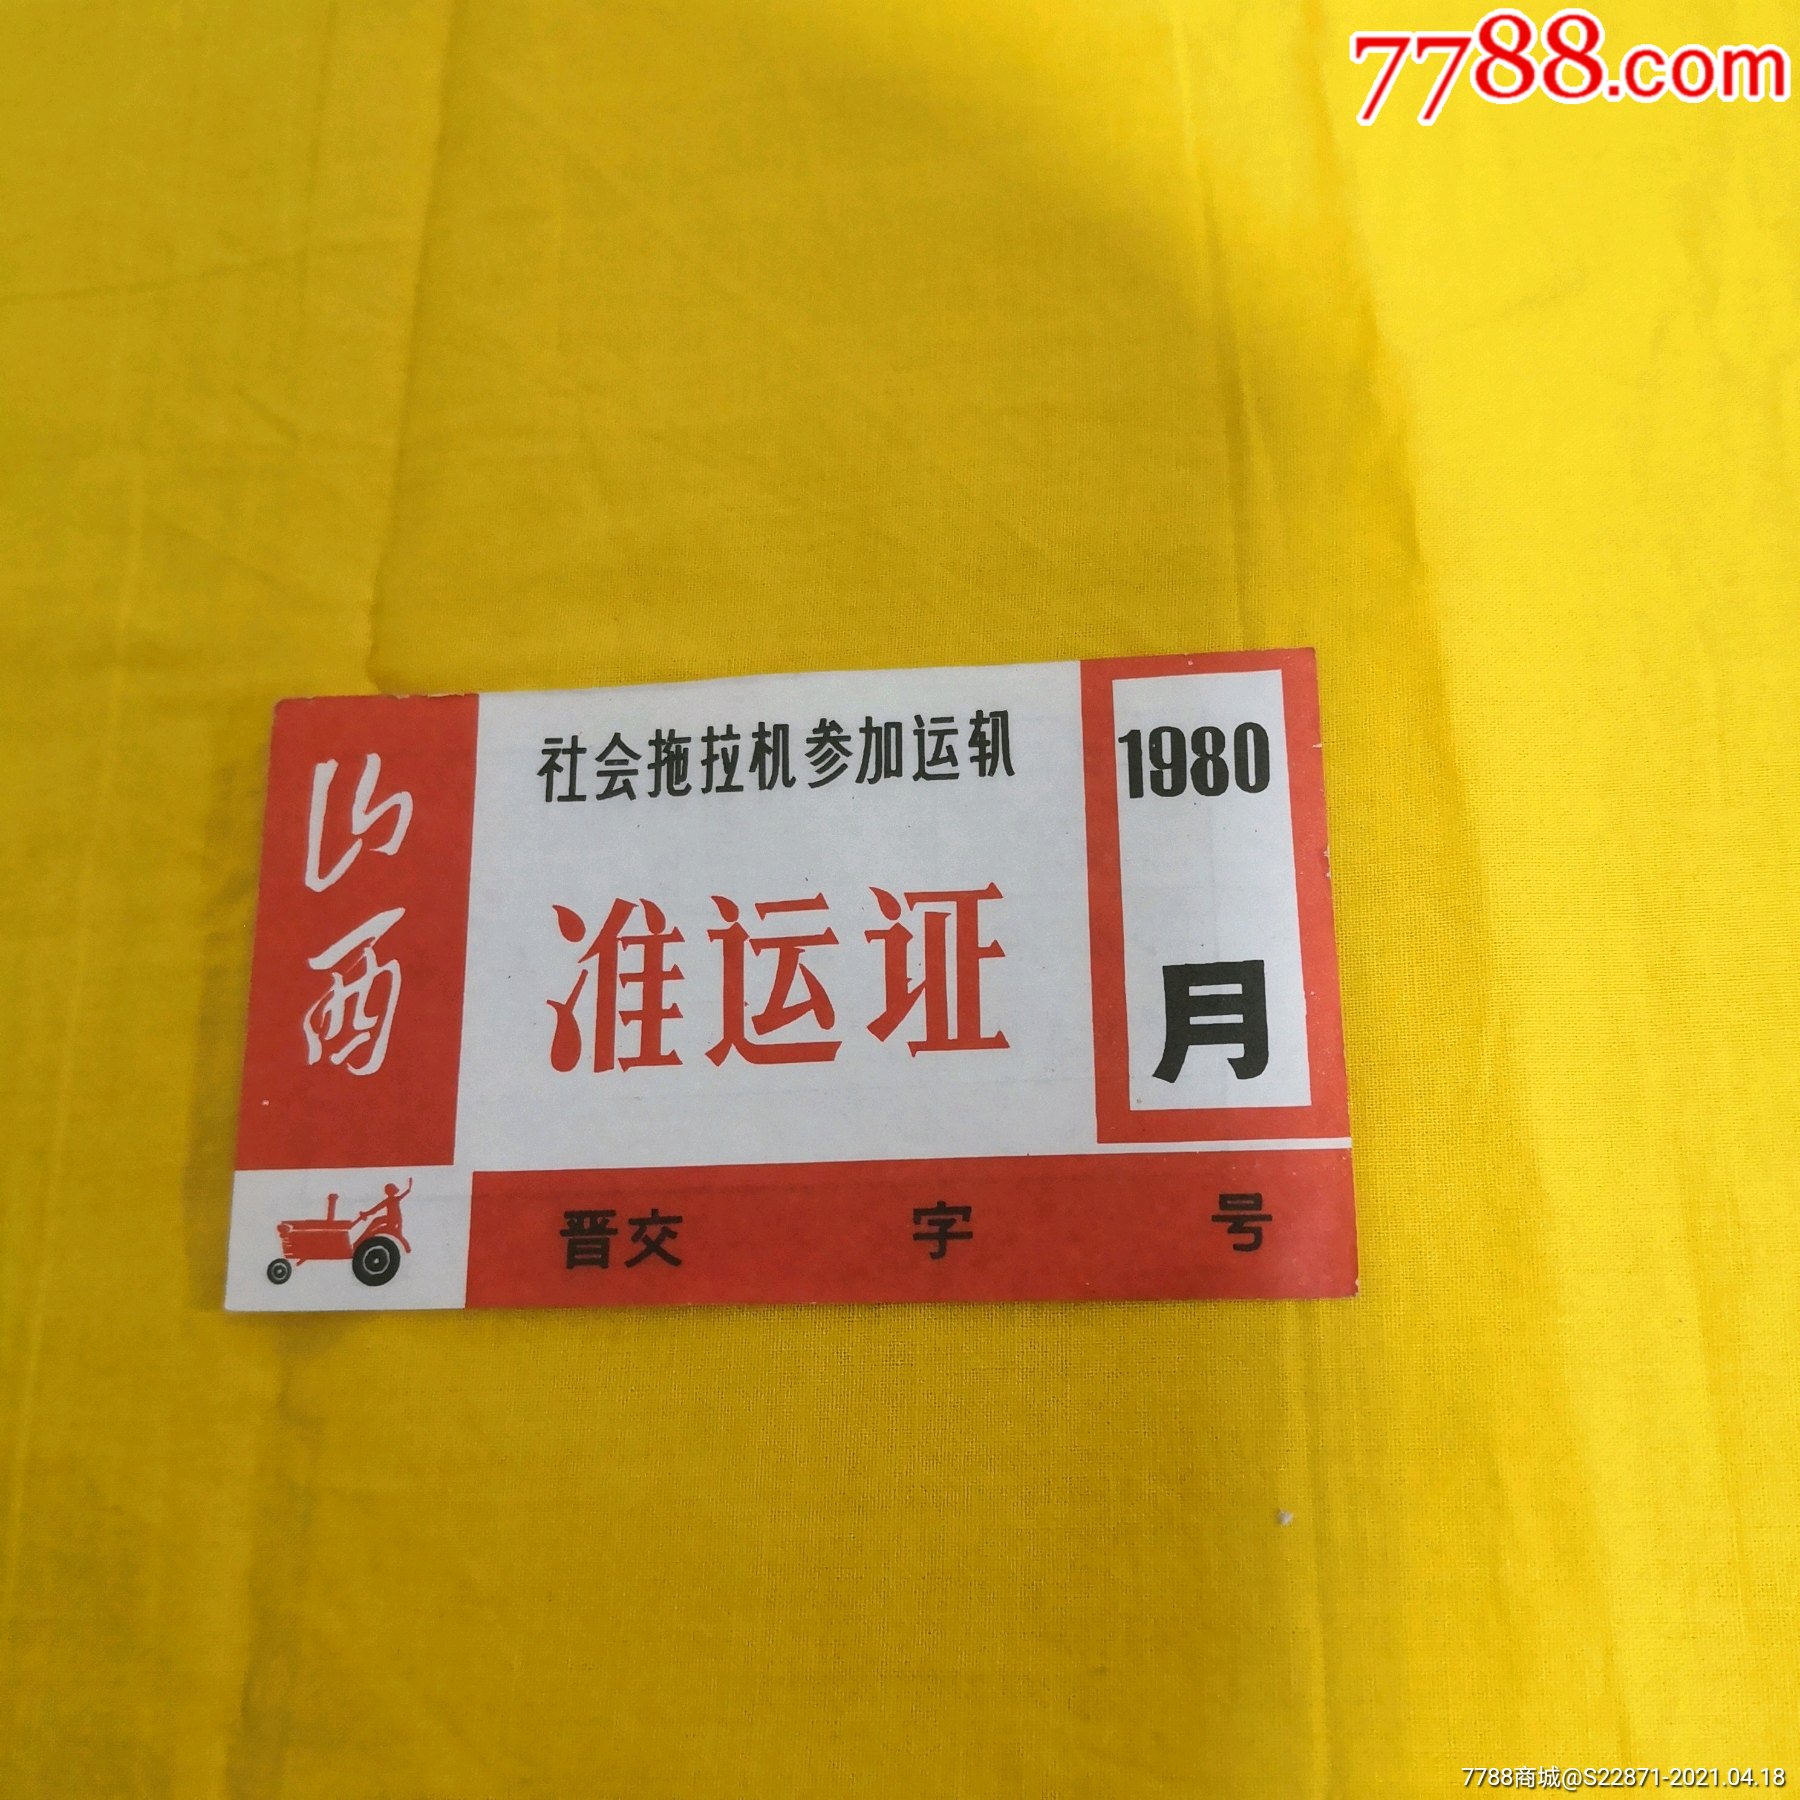 7788.com
山西
社会拖拉机参加运轨
准运证
1980
月
晋交 字 号
7788商城@S22871-2021.04.18